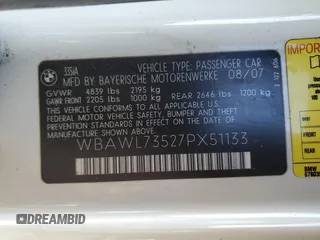 335iA
VEHICLE TYPE: PASSENGER CAR
MFD BY BAYERISCHE MOTORENWERKE 08/07
GVWR 4839 lbs 2195 kg
GAWR FRONT 2205 lbs 1000 kg REAR 2646 lbs 1200 kg
THIS VEHICLE CONFORMS TO ALL APPLICABLE
FEDERAL MOTOR VEHICLE SAFETY, BUMPER,
AND THEFT PREVENTION STANDARDS IN EFFECT
ON THE DATE OF MANUFACTURE SHOWN ABOVE.
WBAWL73527PX51133
IMPOR
BMW
DREAMBID